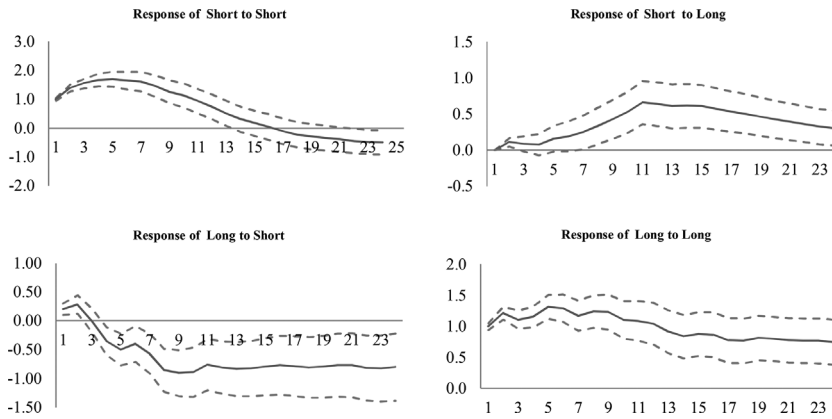 Response of Short to Short
3.0
2.0
1.0
0.0
1 3 5 7 9 11 13 15 17 19 21 23 25
-1.0
-2.0
Response of Short to Long
1.5
1.0
0.5
0.0
1 3 5 7 9 11 13 15 17 19 21 23
-0.5
Response of Long to Short
1.00
0.50
0.00
1 3 5 7 9 11 13 15 17 19 21 23
-0.50
-1.00
-1.50
Response of Long to Long
2.0
1.5
1.0
0.5
0.0
1 3 5 7 9 11 13 15 17 19 21 23